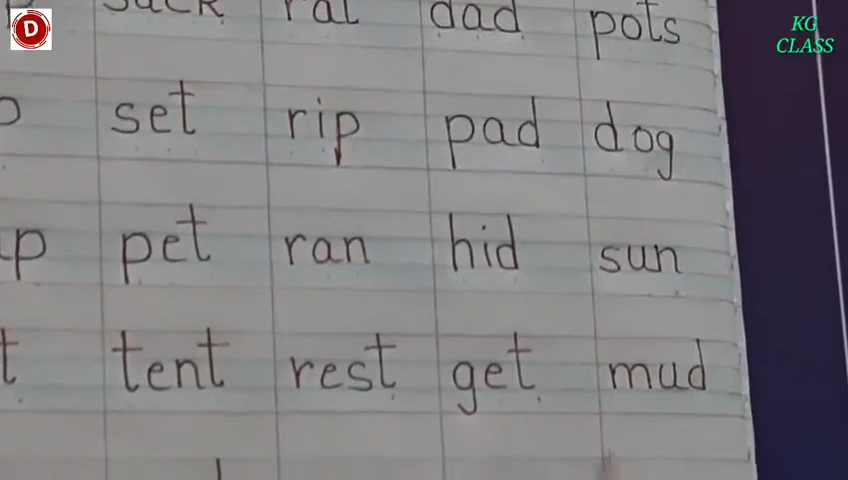 D
KG
CLASS
dad pots
set rip pad dog
pet ran hid sun
tent rest get mud